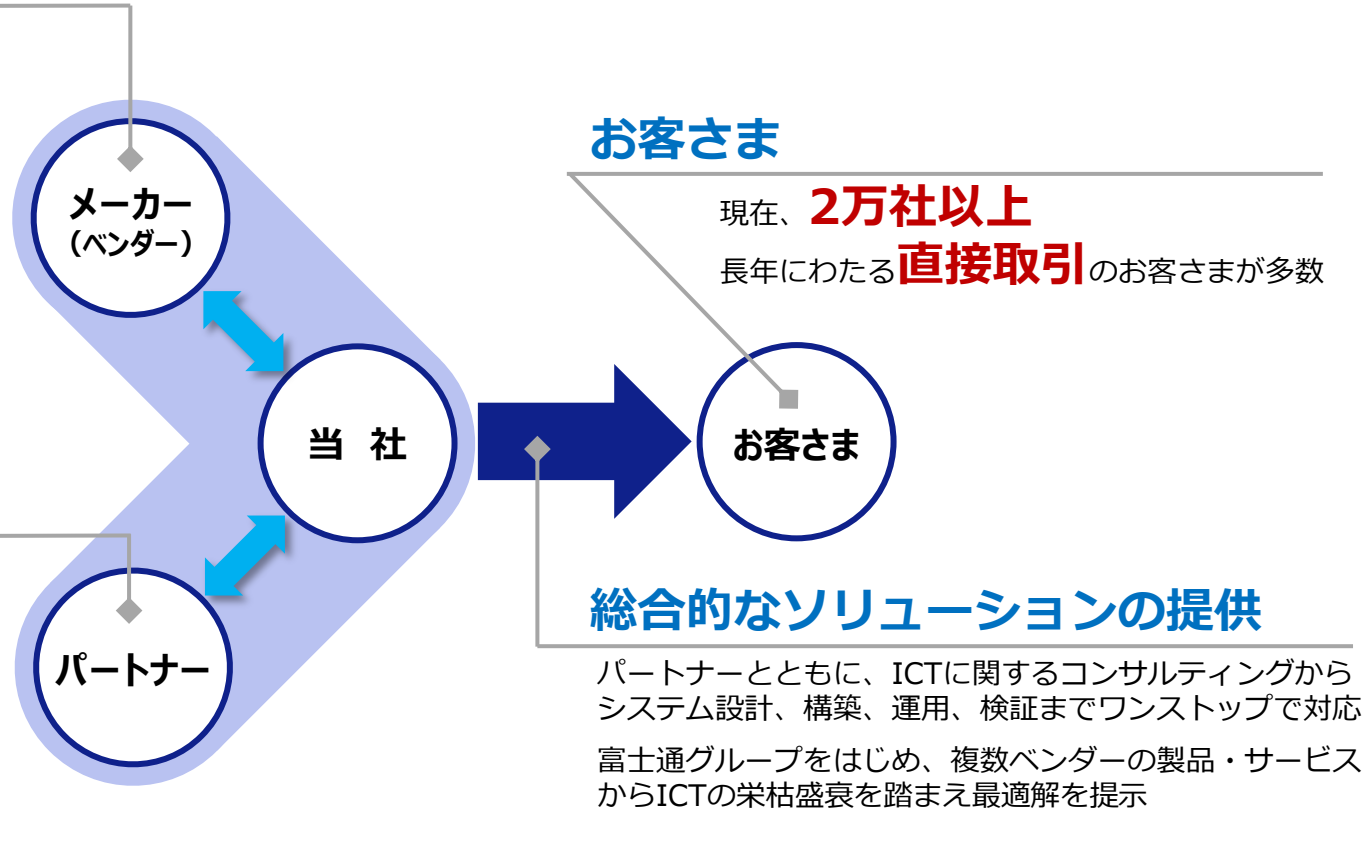 メーカー
（ベンダー）
当 社
パートナー
お客さま
現在、2万社以上
長年にわたる直接取引のお客さまが多数
お客さま
総合的なソリューションの提供
パートナーとともに、ICTに関するコンサルティングから
システム設計、構築、運用、検証までワンストップで対応
富士通グループをはじめ、複数ベンダーの製品・サービス
からICTの栄枯盛衰を踏まえ最適解を提示